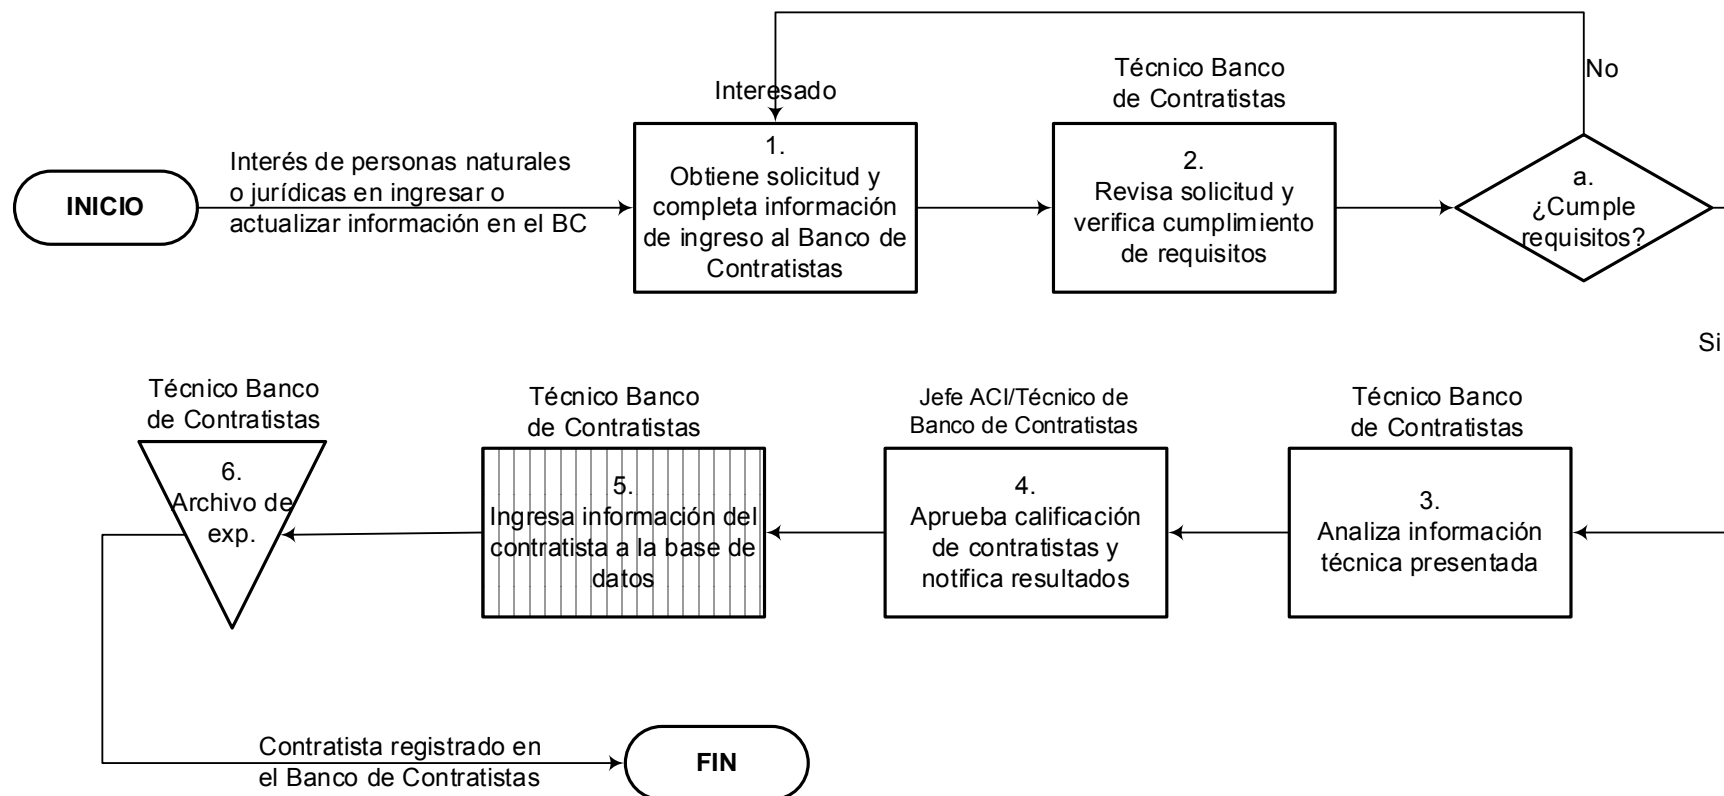 No
Técnico Banco
de Contratistas
Interesado
INICIO
Interés de personas naturales
o jurídicas en ingresar o
actualizar información en el BC
1.
Obtiene solicitud y
completa información
de ingreso al Banco de
Contratistas
2.
Revisa solicitud y
verifica cumplimiento
de requisitos
a.
¿Cumple
requisitos?
Si
Técnico Banco
de Contratistas
3.
Analiza información
técnica presentada
Jefe ACI/Técnico de
Banco de Contratistas
4.
Aprueba calificación
de contratistas y
notifica resultados
Técnico Banco
de Contratistas
5.
Ingresa información del
contratista a la base de
datos
Técnico Banco
de Contratistas
6.
Archivo de
exp.
Contratista registrado en
el Banco de Contratistas
FIN